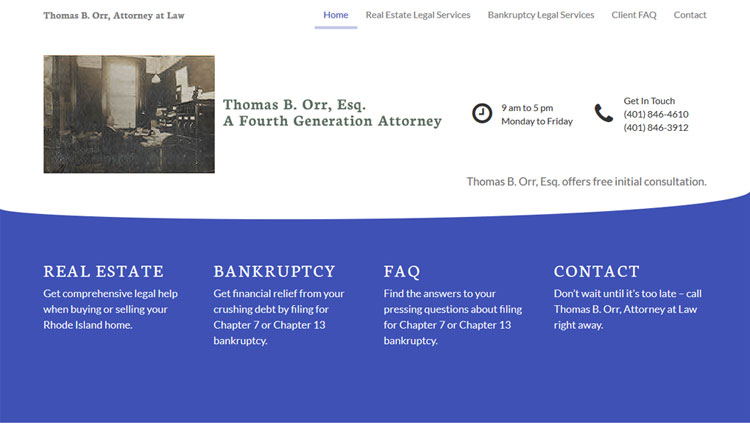 Thomas B. Orr, Attorney at Law
Home
Real Estate Legal Services
Bankruptcy Legal Services
Client FAQ
Contact
Thomas B. Orr, Esq.
A Fourth Generation Attorney
9 am to 5 pm
Monday to Friday
Get In Touch
(401) 846-4610
(401) 846-3912
Thomas B. Orr, Esq. offers free initial consultation.
REAL ESTATE
Get comprehensive legal help
when buying or selling your
Rhode Island home.
BANKRUPTCY
Get financial relief from your
crushing debt by filing for
Chapter 7 or Chapter 13
bankruptcy.
FAQ
Find the answers to your
pressing questions about filing
for Chapter 7 or Chapter 13
bankruptcy.
CONTACT
Don't wait until it's too late – call
Thomas B. Orr, Attorney at Law
right away.